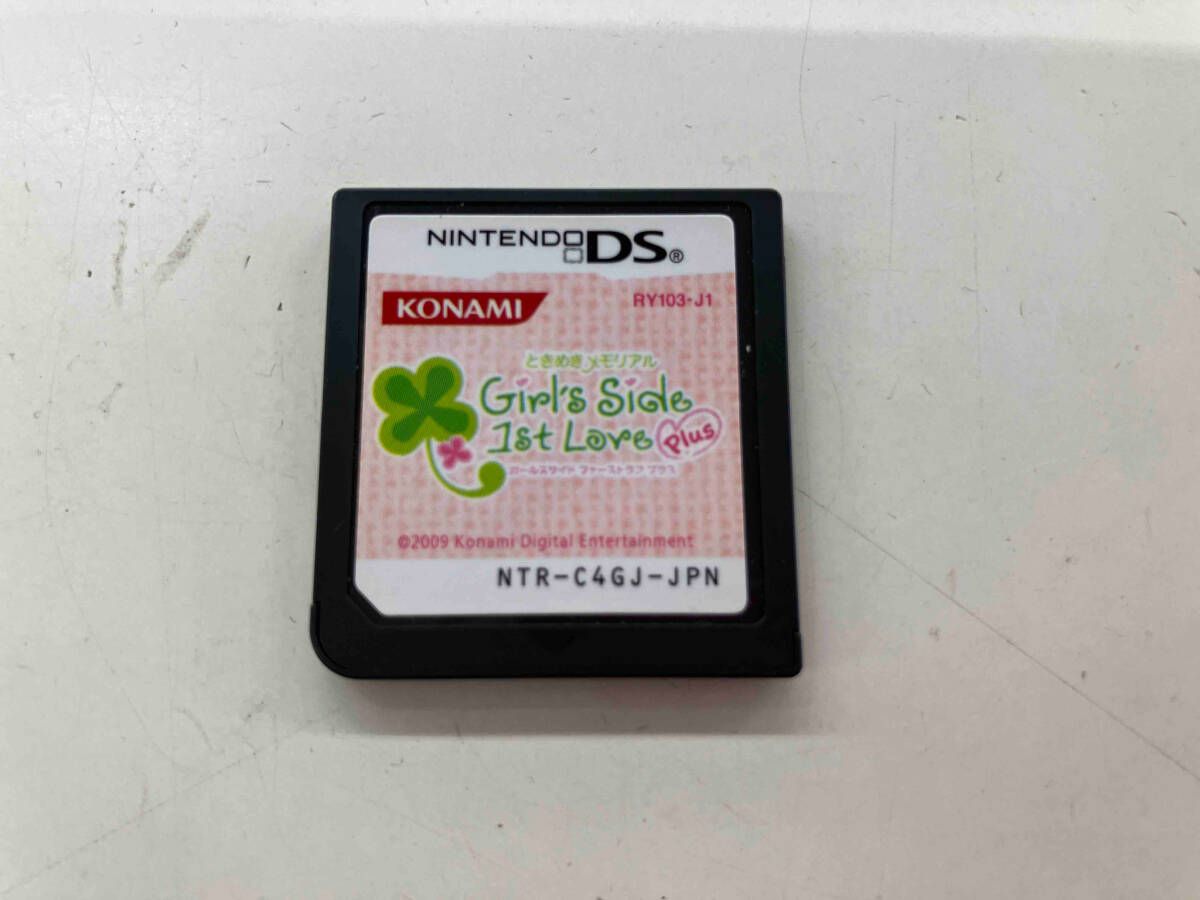 NINTENDO DS®
KONAMI
RY103-J1
ときめきメモリアル
Girl's Side
1st Love Plus
ガールズサイド ファーストラブ プラス
©2009 Konami Digital Entertainment
NTR-C4GJ-JPN